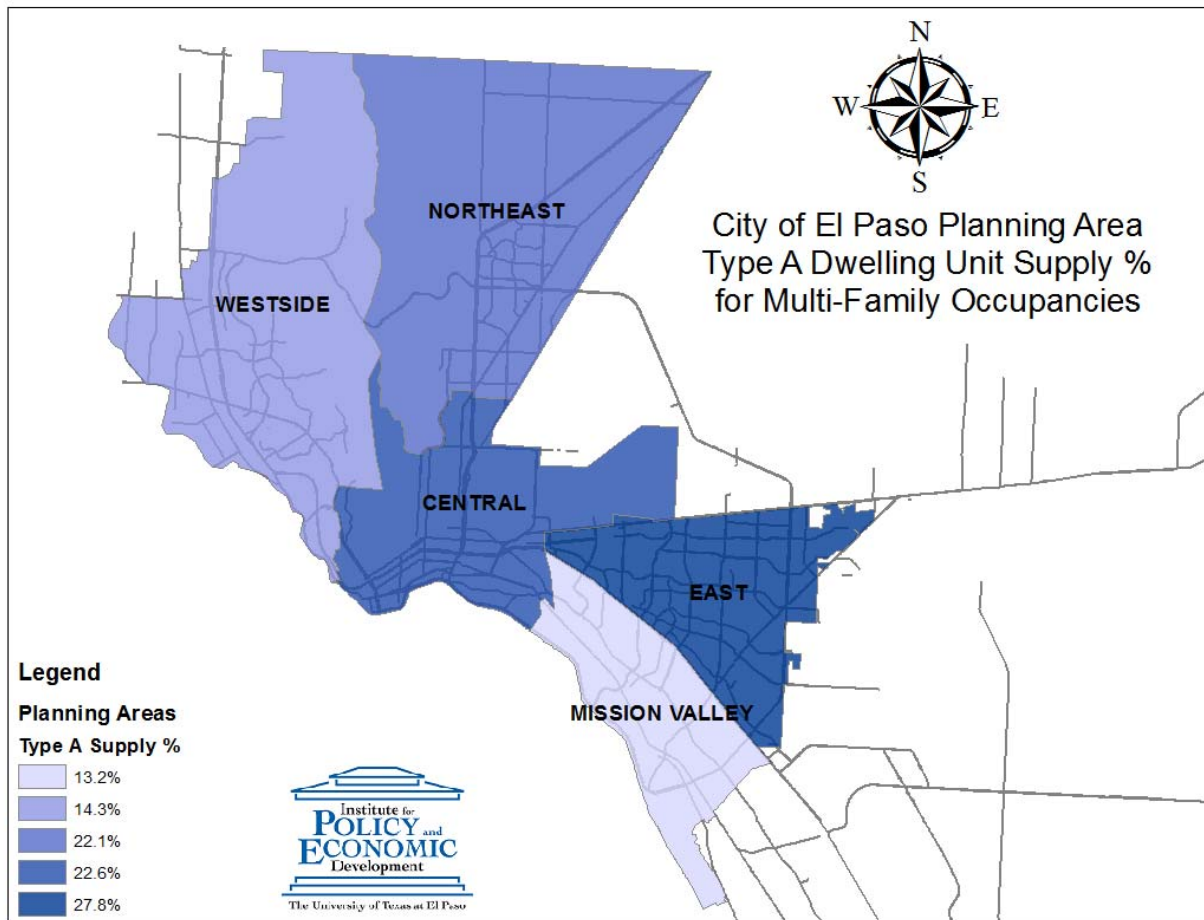 N
W E
S
City of El Paso Planning Area
Type A Dwelling Unit Supply %
for Multi-Family Occupancies
NORTHEAST
WESTSIDE
CENTRAL
EAST
MISSION VALLEY
Legend
Planning Areas
Type A Supply %
13.2%
14.3%
22.1%
22.6%
27.8%
Institute for
POLICY and
ECONOMIC
Development
The University of Texas at El Paso